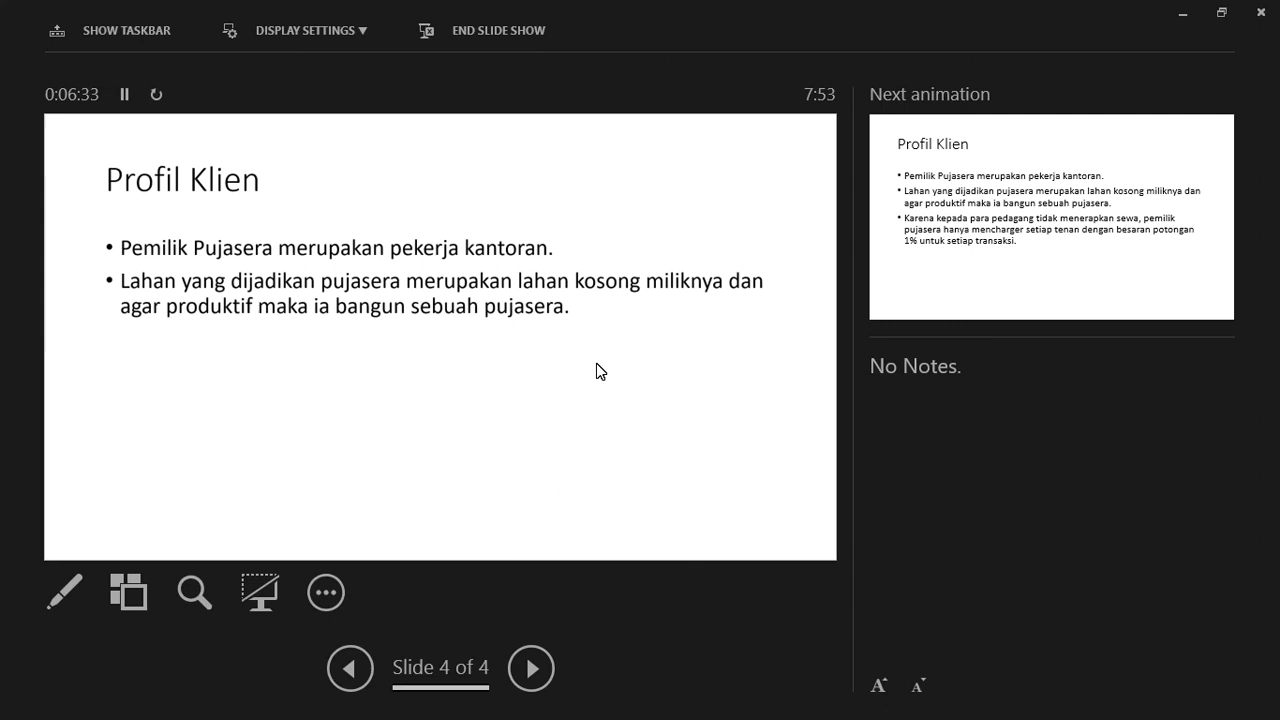 SHOW TASKBAR
DISPLAY SETTINGS ▼
END SLIDE SHOW
0:06:33
7:53
Profil Klien
• Pemilik Pujasera merupakan pekerja kantoran.
• Lahan yang dijadikan pujasera merupakan lahan kosong miliknya dan
agar produktif maka ia bangun sebuah pujasera.
Slide 4 of 4
Next animation
Profil Klien
• Pemilik Pujasera merupakan pekerja kantoran.
• Lahan yang dijadikan pujasera merupakan lahan kosong miliknya dan
agar produktif maka ia bangun sebuah pujasera.
• Karena kepada para pedagang tidak menerapkan sewa, pemilik
pujasera hanya mencharger setiap tenan dengan besaran potongan
1% untuk setiap transaksi.
No Notes.
A A